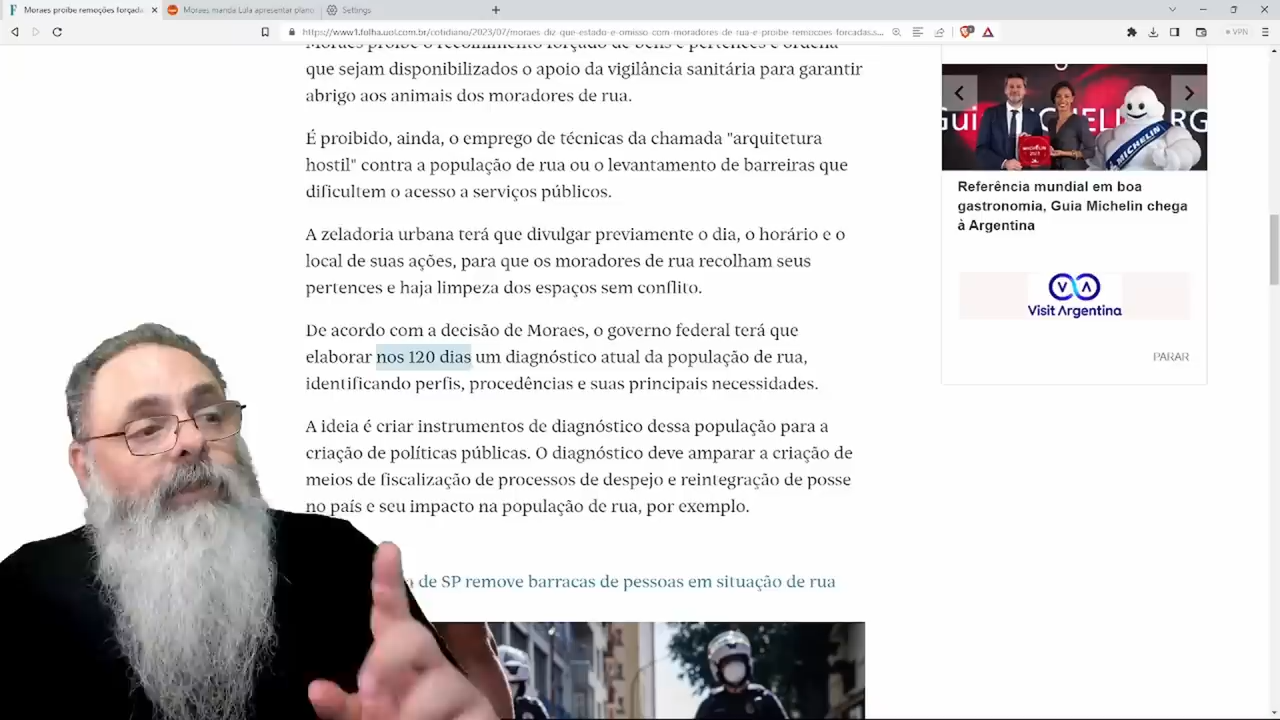 Moraes proíbe remoções forçada
Moraes manda Lula apresentar plano
Settings
https://www1.folha.uol.com.br/cotidiano/2023/07/moraes-diz-que-estado-e-omisso-com-moradores-de-rua-e-proibe-remocoes-forcadas.s...
VPN
Moraes proíbe o recolhimento forçado de bens e pertences e ordena
que sejam disponibilizados o apoio da vigilância sanitária para garantir
abrigo aos animais dos moradores de rua.
É proibido, ainda, o emprego de técnicas da chamada "arquitetura
hostil" contra a população de rua ou o levantamento de barreiras que
dificultem o acesso a serviços públicos.
A zeladoria urbana terá que divulgar previamente o dia, o horário e o
local de suas ações, para que os moradores de rua recolham seus
pertences e haja limpeza dos espaços sem conflito.
De acordo com a decisão de Moraes, o governo federal terá que
elaborar nos 120 dias um diagnóstico atual da população de rua,
identificando perfis, procedências e suas principais necessidades.
A ideia é criar instrumentos de diagnóstico dessa população para a
criação de políticas públicas. O diagnóstico deve amparar a criação de
meios de fiscalização de processos de despejo e reintegração de posse
no país e seu impacto na população de rua, por exemplo.
de SP remove barracas de pessoas em situação de rua
MICHELIN
Referência mundial em boa
gastronomia, Guia Michelin chega
à Argentina
VA
Visit Argentina
PARAR